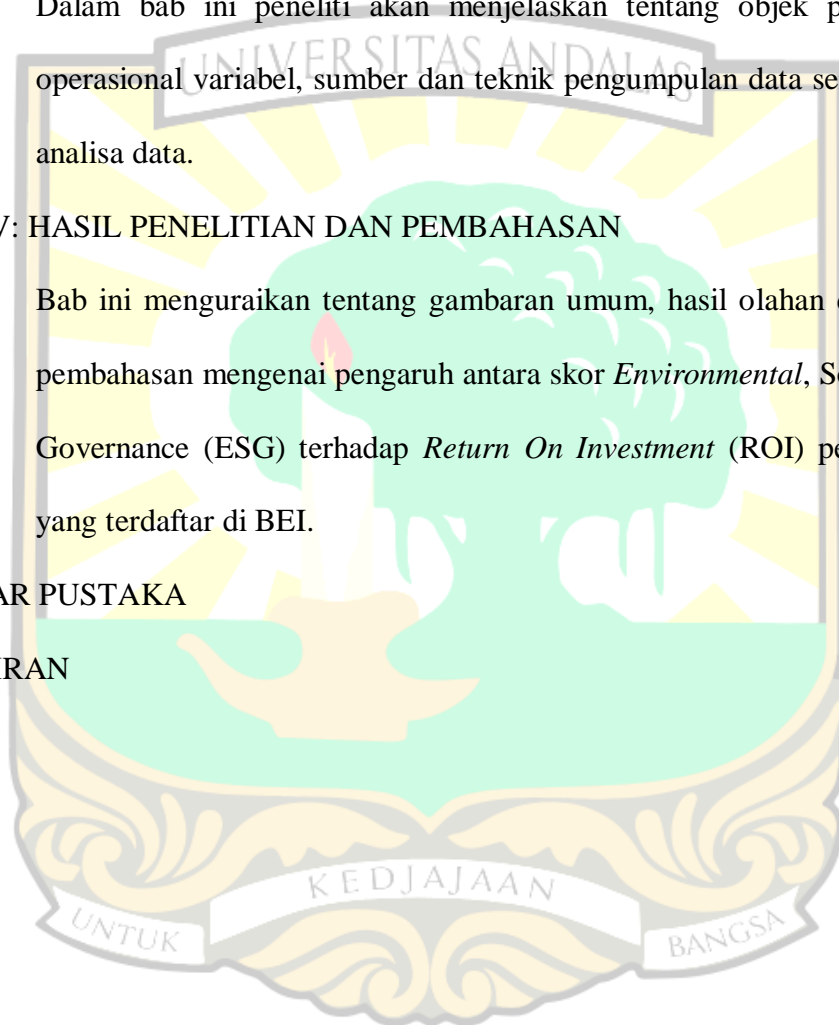 Dalam bab ini peneliti akan menjelaskan tentang objek p
UNIVERSITAS ANDALAS
operasional variabel, sumber dan teknik pengumpulan data se
analisa data.
V: HASIL PENELITIAN DAN PEMBAHASAN
Bab ini menguraikan tentang gambaran umum, hasil olahan
pembahasan mengenai pengaruh antara skor Environmental, S
Governance (ESG) terhadap Return On Investment (ROI) pe
yang terdaftar di BEI.
AR PUSTAKA
IRAN
UNTUK KEDJAJAAN BANGSA